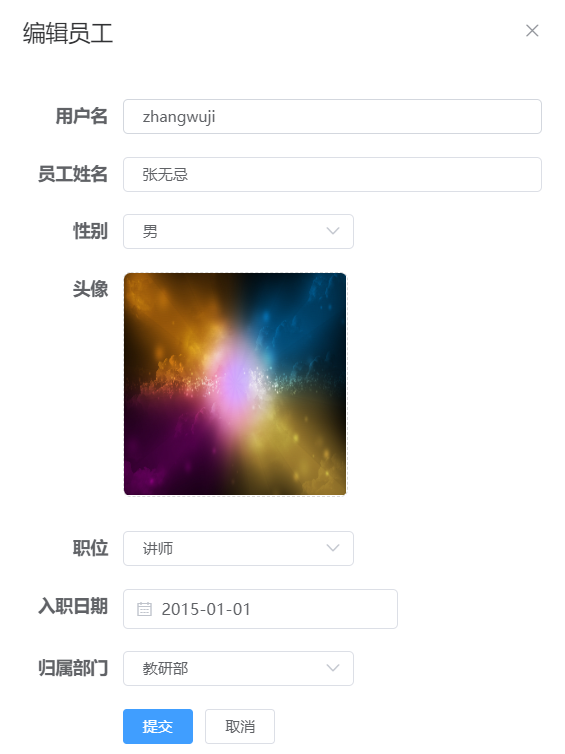 编辑员工
用户名 zhangwuji
员工姓名 张无忌
性别 男
头像
职位 讲师
入职日期 2015-01-01
归属部门 教研部
提交 取消